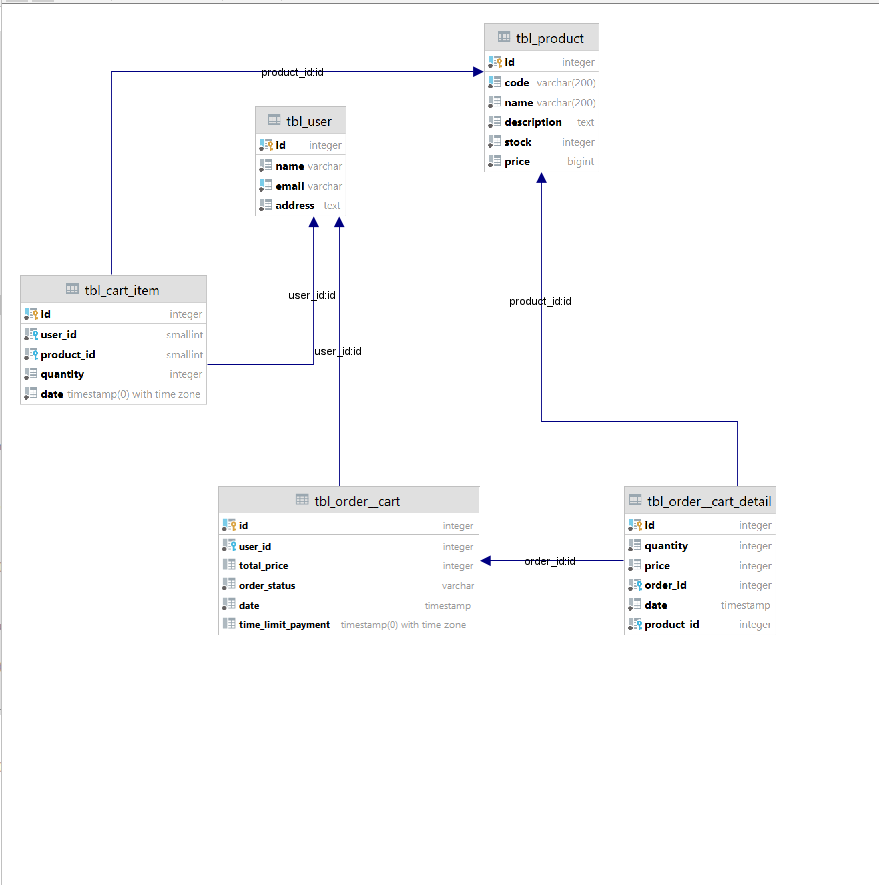 tbl_product
id integer
code varchar(200)
name varchar(200)
description text
stock integer
price bigint
product_id:id
tbl_user
id integer
name varchar
email varchar
address text
tbl_cart_item
id integer
user_id smallint
product_id smallint
quantity integer
date timestamp(0) with time zone
user_id:id
user_id:id
product_id:id
tbl_order__cart
id integer
user_id integer
total_price integer
order_status varchar
date timestamp
time_limit_payment timestamp(0) with time zone
order_id:id
tbl_order__cart_detail
id integer
quantity integer
price integer
order_id integer
date timestamp
product_id integer